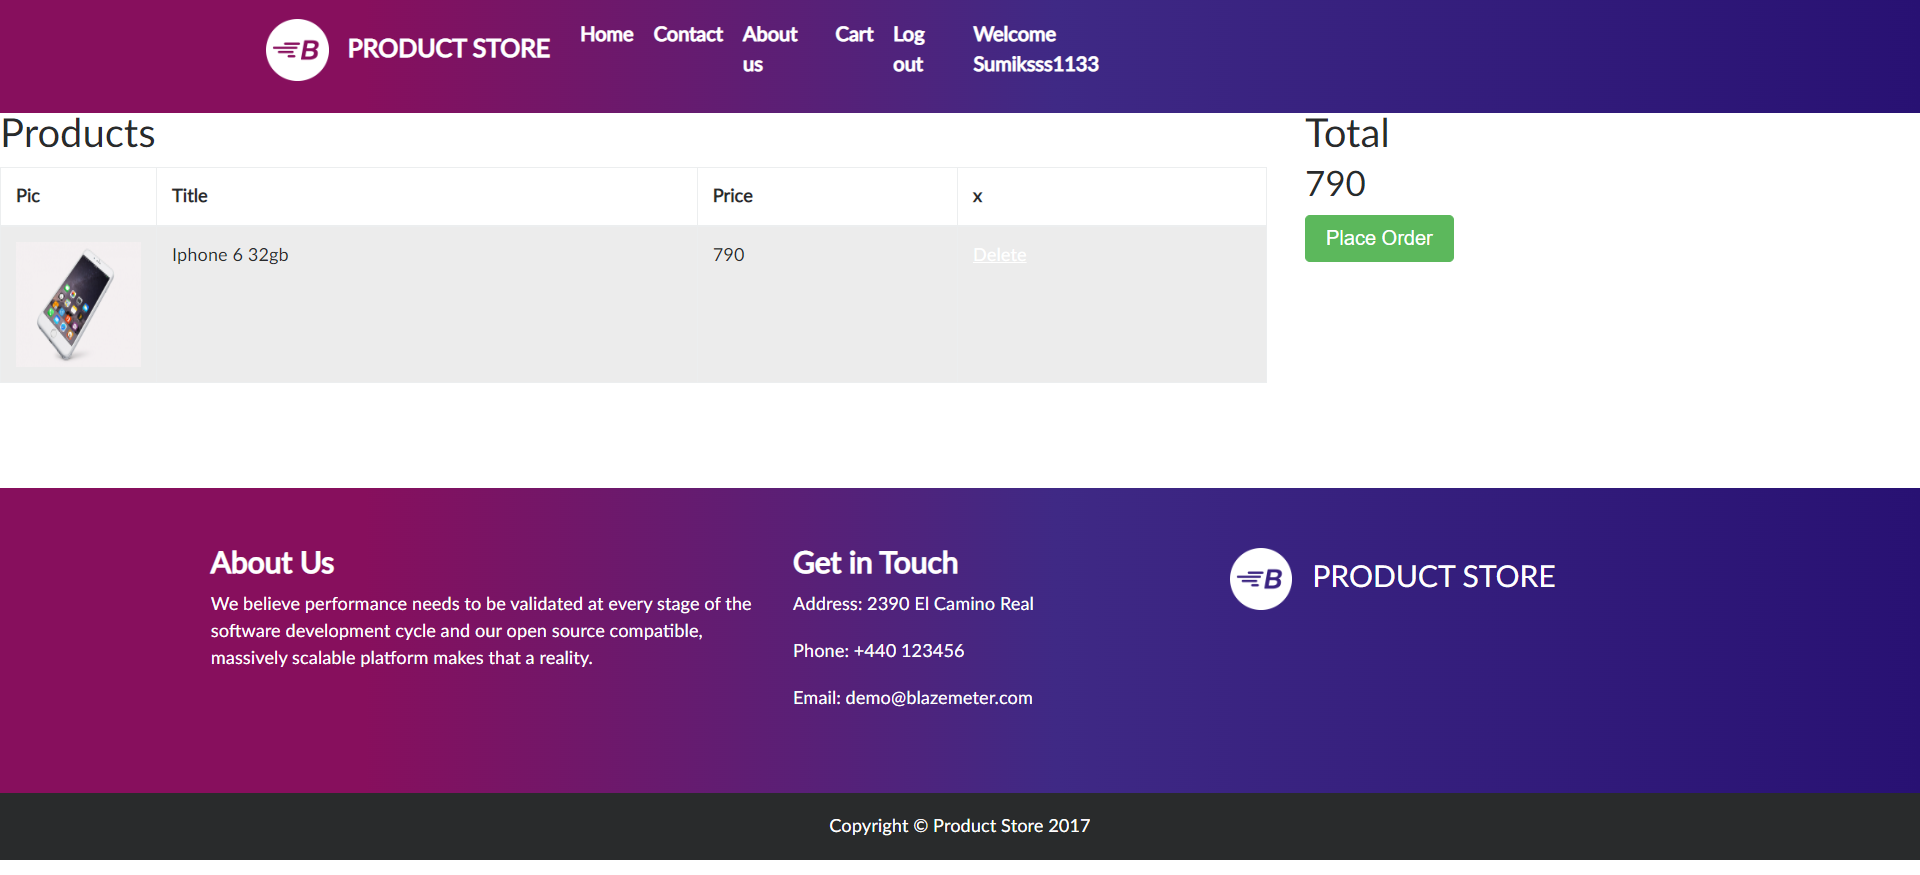 B PRODUCT STORE Home Contact About us Cart Log out Welcome Sumiksss1133
Products
Pic Title Price x
Iphone 6 32gb 790 Delete
Total
790
Place Order
About Us
We believe performance needs to be validated at every stage of the
software development cycle and our open source compatible,
massively scalable platform makes that a reality.
Get in Touch
Address: 2390 El Camino Real
Phone: +440 123456
Email: demo@blazemeter.com
B PRODUCT STORE
Copyright © Product Store 2017